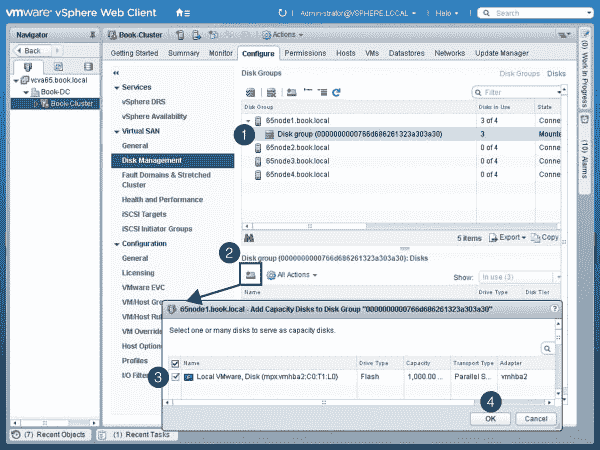 vmware® vSphere Web Client
Administrator@VSPHERE.LOCAL
Help
Search
Navigator
Back
vcva65.book.local
Book-DC
Book-Cluster
Book-Cluster
Actions
Getting Started Summary Monitor Configure Permissions Hosts VMs Datastores Networks Update Manager
Services
vSphere DRS
vSphere Availability
Virtual SAN
General
Disk Management
Fault Domains & Stretched
Cluster
Health and Performance
iSCSI Targets
iSCSI Initiator Groups
Configuration
General
Licensing
VMware EVC
VM/Host Grou
VM/Host Rul
VM Override
Host Option
Profiles
I/O Filter
Disk Groups
Disk Groups Disks
Filter
Disk Group Disks in Use State
65node1.book.local 3 of 4 Conne
1
Disk group (0000000000766d686261323a303a30) 3 Mounte
65node2.book.local 0 of 4 Conne
65node3.book.local 0 of 4 Conne
65node4.book.local 0 of 4 Conne
5 items Export Copy
2
Disk group (0000000000766d686261323a303a30): Disks
All Actions
Show: In use (3)
Name Drive Type Disk Tier
65node1.book.local - Add Capacity Disks to Disk Group "0000000000766d686261323a303a30"
?
Select one or many disks to serve as capacity disks.
Name Drive Type Capacity Transport Type Adapter
3
Local VMware, Disk (mpx.vmhba2:C0:T1:L0) Flash 1,000.00 ... Parallel S... vmhba2
4
OK Cancel
(7) Recent Objects
(1) Recent Tasks
(0) Work In Progress
(10) Alarms